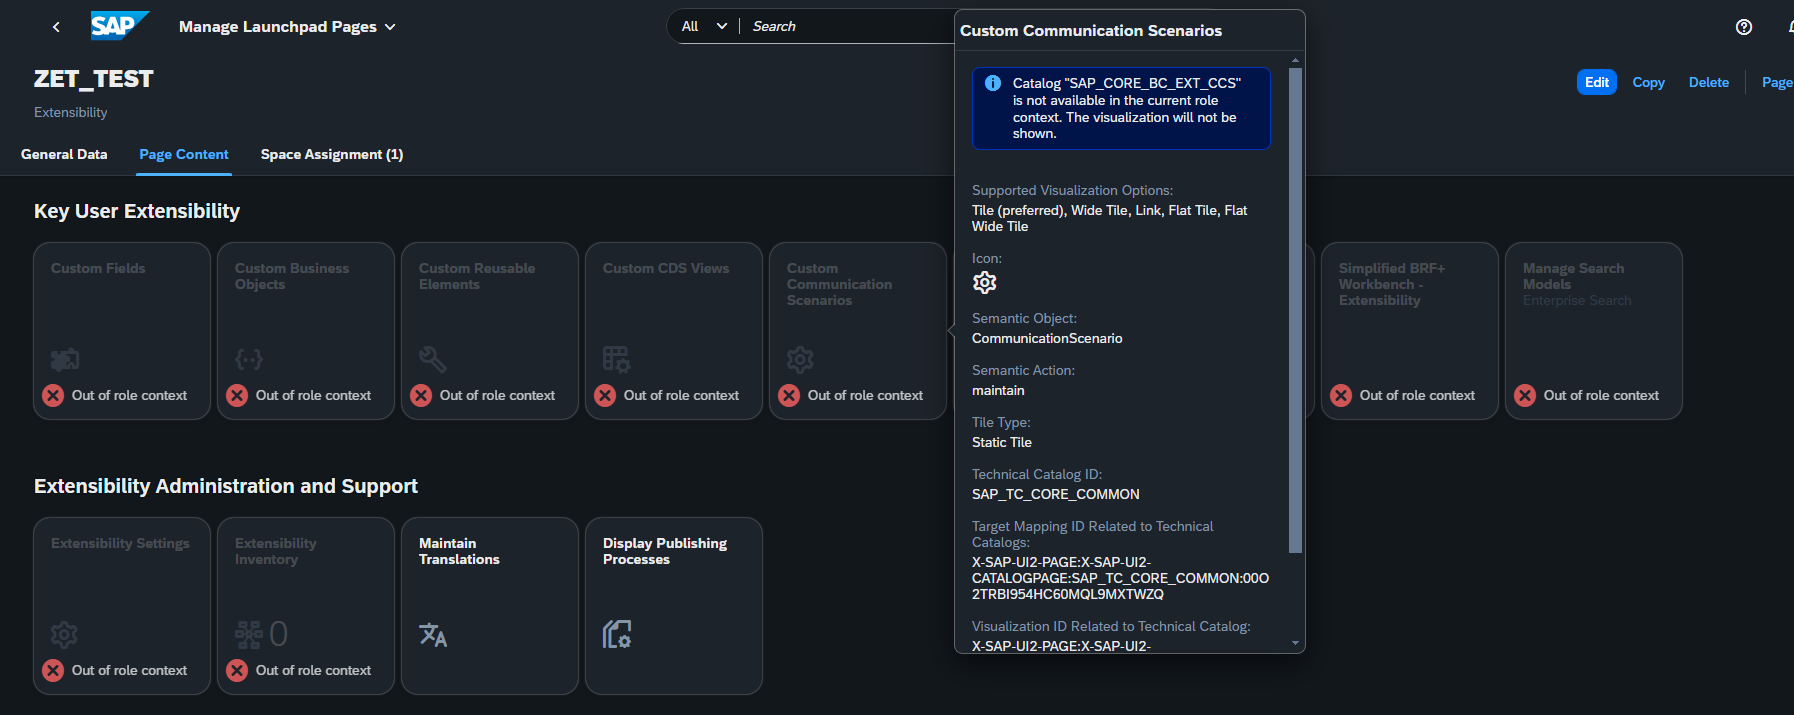 SAP
Manage Launchpad Pages
All
Search
ZET_TEST
Extensibility
Edit
Copy
Delete
Page
General Data
Page Content
Space Assignment (1)
Key User Extensibility
Custom Fields
Out of role context
Custom Business
Objects
Out of role context
Custom Reusable
Elements
Out of role context
Custom CDS Views
Out of role context
Custom
Communication
Scenarios
Out of role context
Custom Communication Scenarios
Catalog "SAP_CORE_BC_EXT_CCS"
is not available in the current role
context. The visualization will not be
shown.
Supported Visualization Options:
Tile (preferred), Wide Tile, Link, Flat Tile, Flat
Wide Tile
Icon:
Semantic Object:
CommunicationScenario
Semantic Action:
maintain
Tile Type:
Static Tile
Technical Catalog ID:
SAP_TC_CORE_COMMON
Target Mapping ID Related to Technical
Catalogs:
X-SAP-UI2-PAGE:X-SAP-UI2-
CATALOGPAGE:SAP_TC_CORE_COMMON:00O
2TRBI954HC60MQL9MXTWZQ
Visualization ID Related to Technical Catalog:
X-SAP-UI2-PAGE:X-SAP-UI2-
Simplified BRF+
Workbench -
Extensibility
Out of role context
Manage Search
Models
Enterprise Search
Out of role context
Extensibility Administration and Support
Extensibility Settings
Out of role context
Extensibility
Inventory
0
Out of role context
Maintain
Translations
Display Publishing
Processes